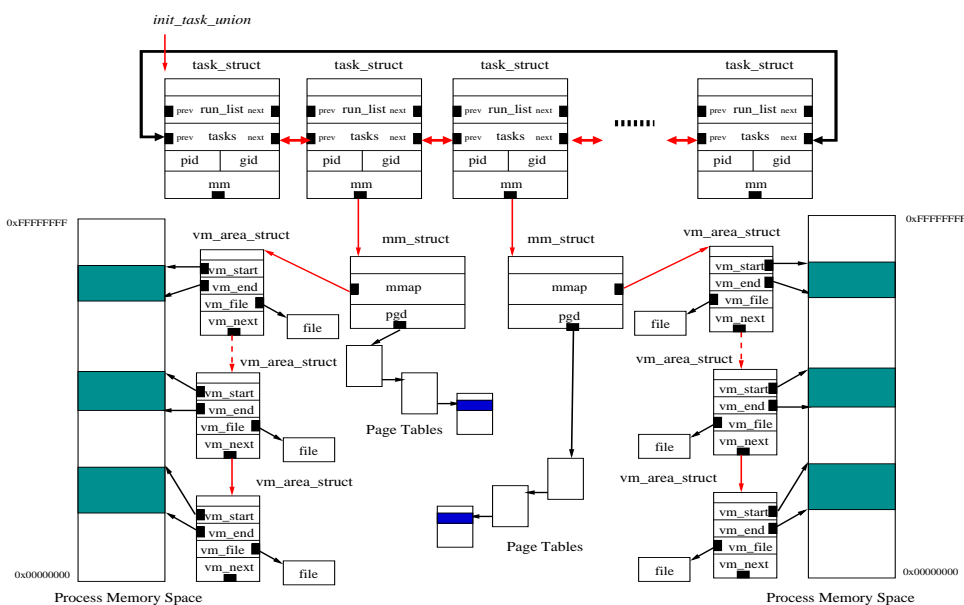 init_task_union
task_struct task_struct task_struct task_struct
prev run_list next prev run_list next prev run_list next prev run_list next
prev tasks next prev tasks next prev tasks next prev tasks next
pid gid pid gid pid gid pid gid
mm mm mm mm
0xFFFFFFFF 0xFFFFFFFF
vm_area_struct mm_struct mm_struct vm_area_struct
vm_start vm_start
vm_end mmap mmap vm_end
vm_file vm_file
vm_next file pgd pgd file vm_next
vm_area_struct vm_area_struct
vm_start vm_start
vm_end vm_end
vm_file Page Tables vm_file
vm_next file file vm_next
vm_area_struct vm_area_struct
vm_start vm_start
vm_end vm_end
vm_file Page Tables vm_file
vm_next file file vm_next
0x00000000 0x00000000
Process Memory Space Process Memory Space